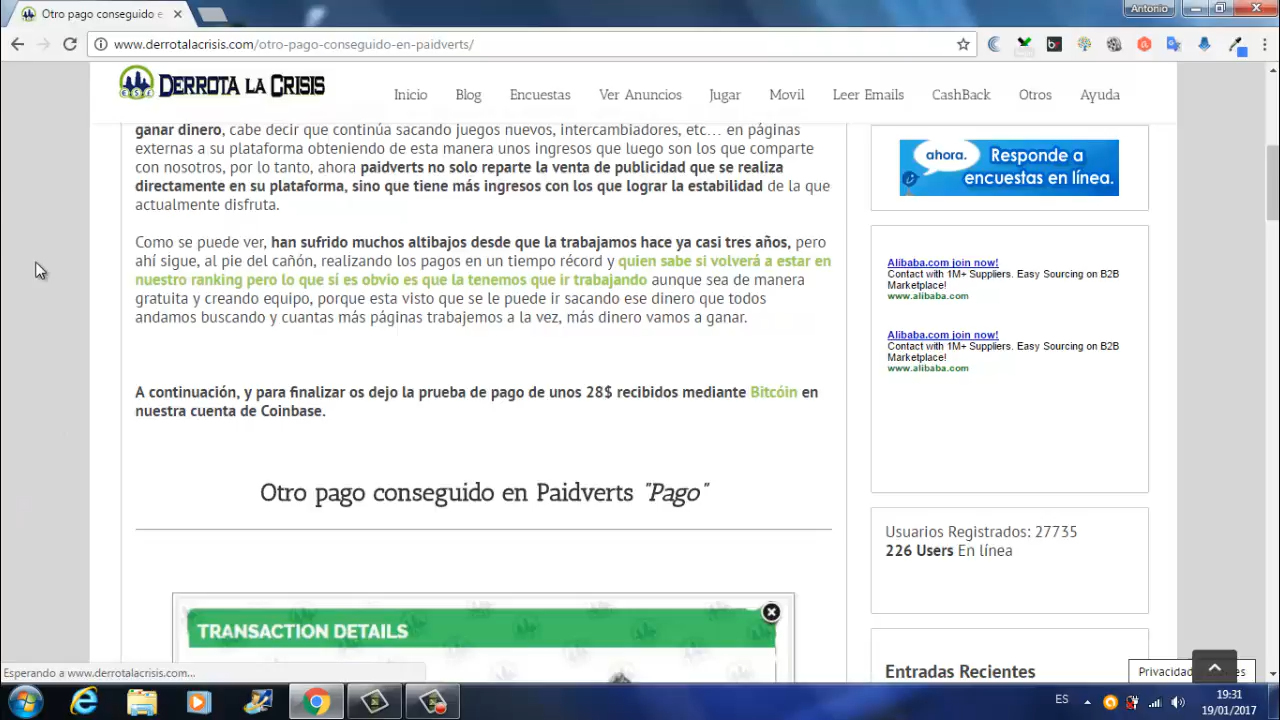 Otro pago conseguido e
Antonio
www.derrotalacrisis.com/otro-pago-conseguido-en-paidverts/
DERROTA LA CRISIS
Inicio Blog Encuestas Ver Anuncios Jugar Movil Leer Emails CashBack Otros Ayuda
ganar dinero, cabe decir que continúa sacando juegos nuevos, intercambiadores, etc… en páginas
externas a su plataforma obteniendo de esta manera unos ingresos que luego son los que comparte
con nosotros, por lo tanto, ahora paidverts no solo reparte la venta de publicidad que se realiza
directamente en su plataforma, sino que tiene más ingresos con los que lograr la estabilidad de la que
actualmente disfruta.
Como se puede ver, han sufrido muchos altibajos desde que la trabajamos hace ya casi tres años, pero
ahí sigue, al pie del cañón, realizando los pagos en un tiempo récord y quien sabe si volverá a estar en
nuestro ranking pero lo que sí es obvio es que la tenemos que ir trabajando aunque sea de manera
gratuita y creando equipo, porque esta visto que se le puede ir sacando ese dinero que todos
andamos buscando y cuantas más páginas trabajemos a la vez, más dinero vamos a ganar.
A continuación, y para finalizar os dejo la prueba de pago de unos 28$ recibidos mediante Bitcóin en
nuestra cuenta de Coinbase.
Otro pago conseguido en Paidverts "Pago"
TRANSACTION DETAILS
ahora. Responde a
encuestas en línea.
Alibaba.com join now!
Contact with 1M+ Suppliers. Easy Sourcing on B2B
Marketplace!
www.alibaba.com
Alibaba.com join now!
Contact with 1M+ Suppliers. Easy Sourcing on B2B
Marketplace!
www.alibaba.com
Usuarios Registrados: 27735
226 Users En línea
Entradas Recientes
Esperando a www.derrotalacrisis.com...
ES
19:31
19/01/2017